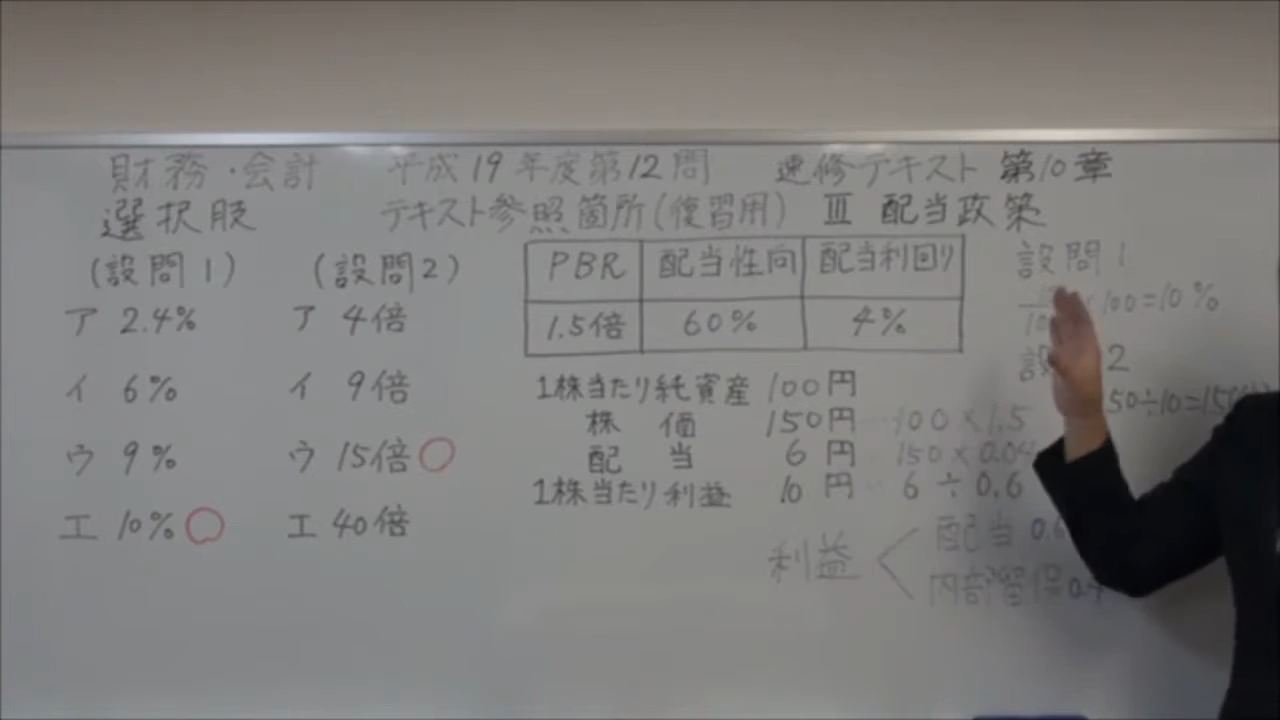 財務・会計 平成19年度第12問 速修テキスト 第10章
選択肢 テキスト参照箇所(復習用) Ⅲ 配当政策
(設問1) (設問2)
ア 2.4% ア 4倍
イ 6% イ 9倍
ウ 9% ウ 15倍
エ 10% エ 40倍
PBR 配当性向 配当利回り
1.5倍 60% 4%
1株当たり純資産 100円
株価 150円 100×1.5
配当 6円 150×0.04
1株当たり利益 10円 6÷0.6
利益 配当
内部留保
設問1
×100=10%
2
50÷10=15